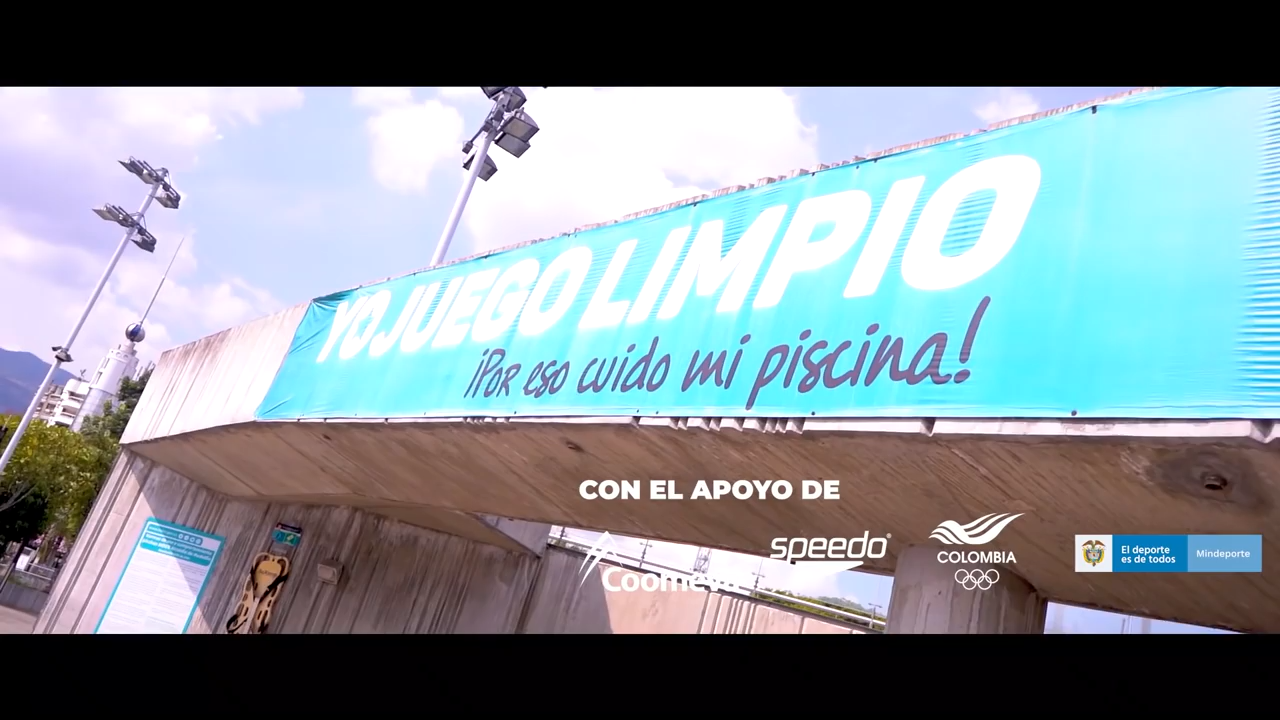 YO JUEGO LIMPIO
¡Por eso cuido mi piscina!
CON EL APOYO DE
Coomeva
speedo
COLOMBIA
El deporte
es de todos
Mindeporte